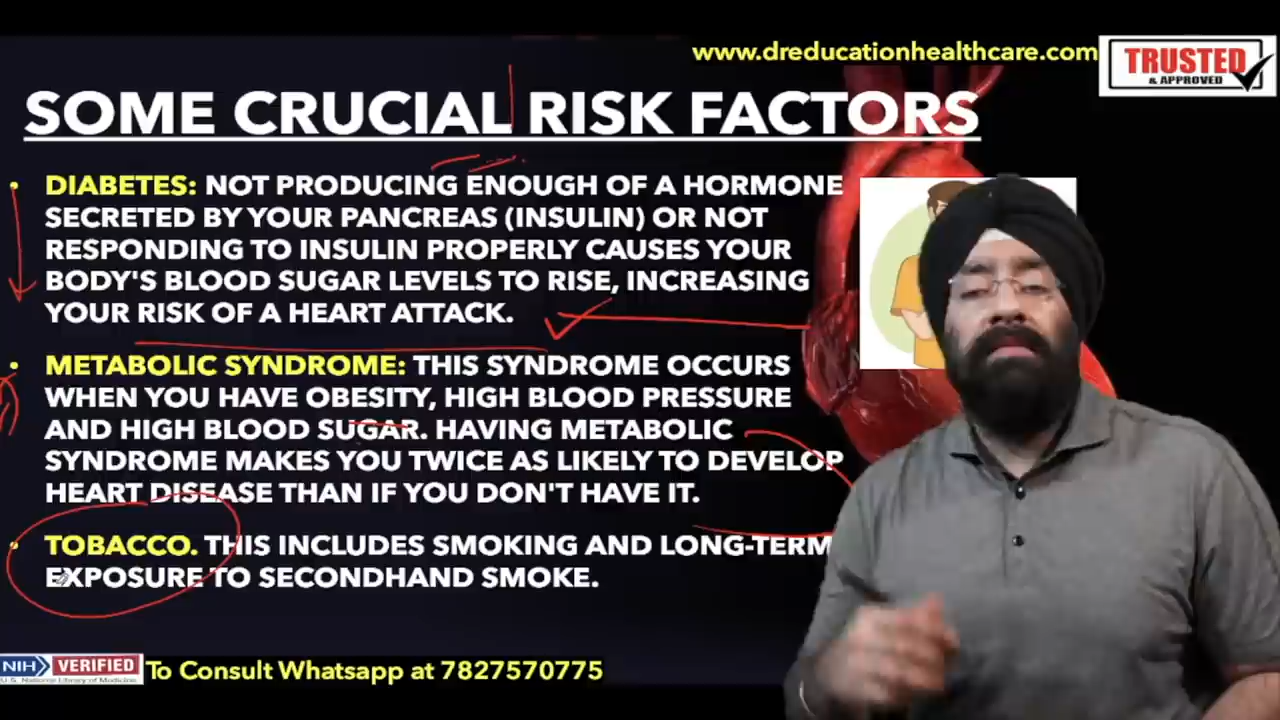 www.dreducationhealthcare.com
TRUSTED
& APPROVED
SOME CRUCIAL RISK FACTORS
• DIABETES: NOT PRODUCING ENOUGH OF A HORMONE
SECRETED BY YOUR PANCREAS (INSULIN) OR NOT
RESPONDING TO INSULIN PROPERLY CAUSES YOUR
BODY'S BLOOD SUGAR LEVELS TO RISE, INCREASING
YOUR RISK OF A HEART ATTACK.
• METABOLIC SYNDROME: THIS SYNDROME OCCURS
WHEN YOU HAVE OBESITY, HIGH BLOOD PRESSURE
AND HIGH BLOOD SUGAR. HAVING METABOLIC
SYNDROME MAKES YOU TWICE AS LIKELY TO DEVELOP
HEART DISEASE THAN IF YOU DON'T HAVE IT.
• TOBACCO. THIS INCLUDES SMOKING AND LONG-TERM
EXPOSURE TO SECONDHAND SMOKE.
NIH VERIFIED
U.S. National Library of Medicine
To Consult Whatsapp at 7827570775